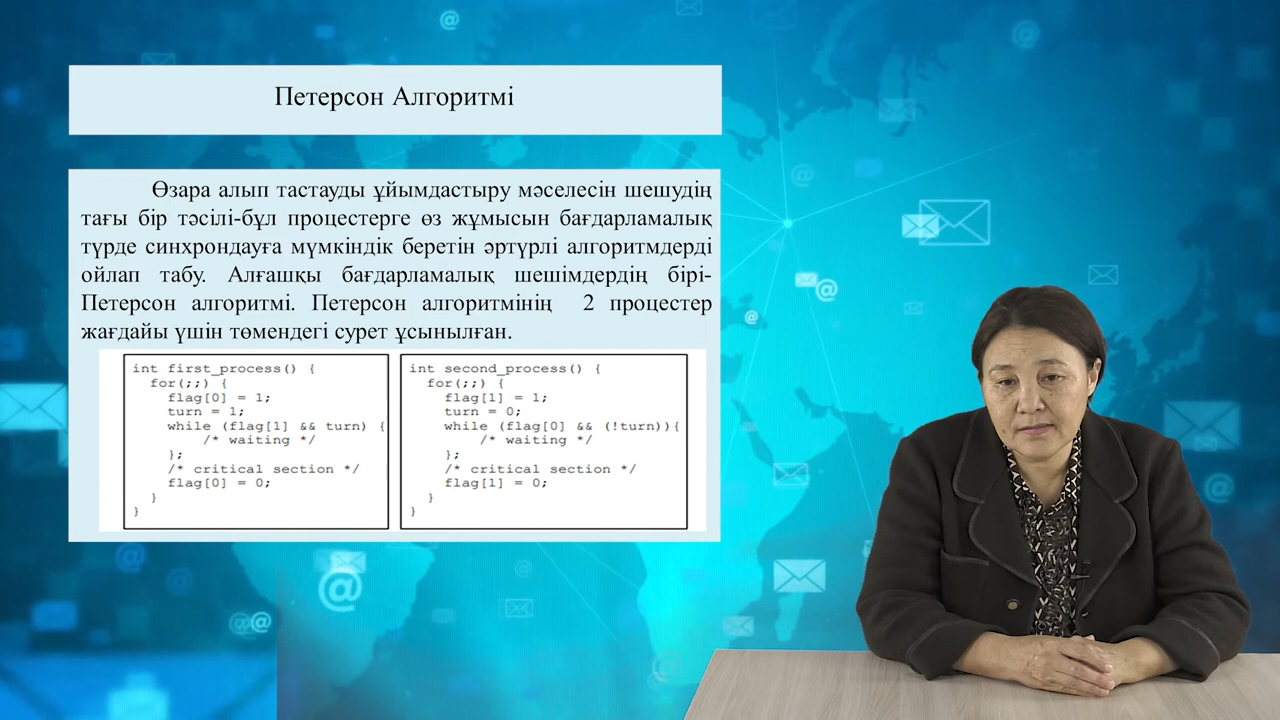 Петерсон Алгоритмі
Өзара алып тастауды ұйымдастыру мәселесін шешудің
тағы бір тәсілі-бұл процестерге өз жұмысын бағдарламалық
түрде синхрондауға мүмкіндік беретін әртүрлі алгоритмдерді
ойлап табу. Алғашқы бағдарламалық шешімдердің бірі-
Петерсон алгоритмі. Петерсон алгоритмінің 2 процестер
жағдайы үшін төмендегі сурет ұсынылған.
int first_process() {
for(;;) {
flag[0] = 1;
turn = 1;
while (flag[1] && turn) {
/* waiting */
};
/* critical section */
flag[0] = 0;
}
}
int second_process() {
for(;;) {
flag[1] = 1;
turn = 0;
while (flag[0] && (!turn)){
/* waiting */
};
/* critical section */
flag[1] = 0;
}
}